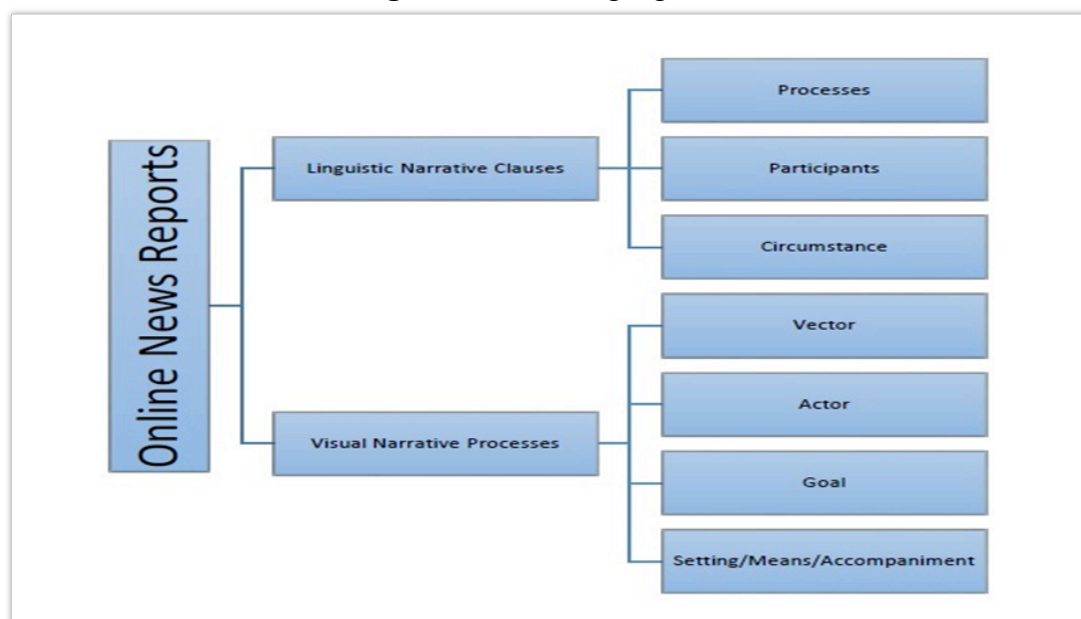 Online News Reports
Linguistic Narrative Clauses
Processes
Participants
Circumstance
Visual Narrative Processes
Vector
Actor
Goal
Setting/Means/Accompaniment